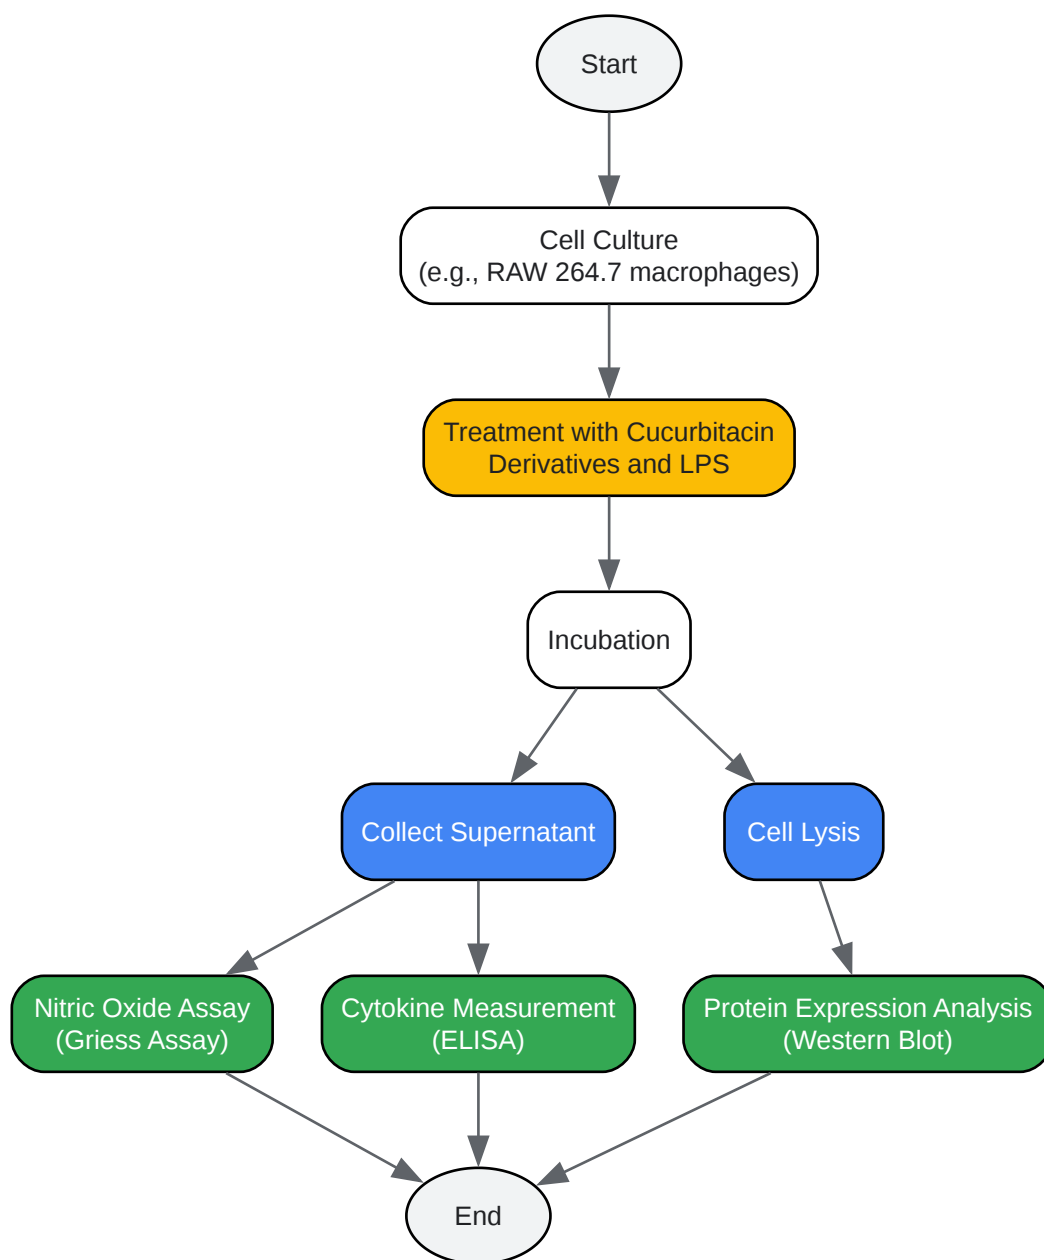 Start
Cell Culture
(e.g., RAW 264.7 macrophages)
Treatment with Cucurbitacin
Derivatives and LPS
Incubation
Collect Supernatant
Cell Lysis
Nitric Oxide Assay
(Griess Assay)
Cytokine Measurement
(ELISA)
Protein Expression Analysis
(Western Blot)
End